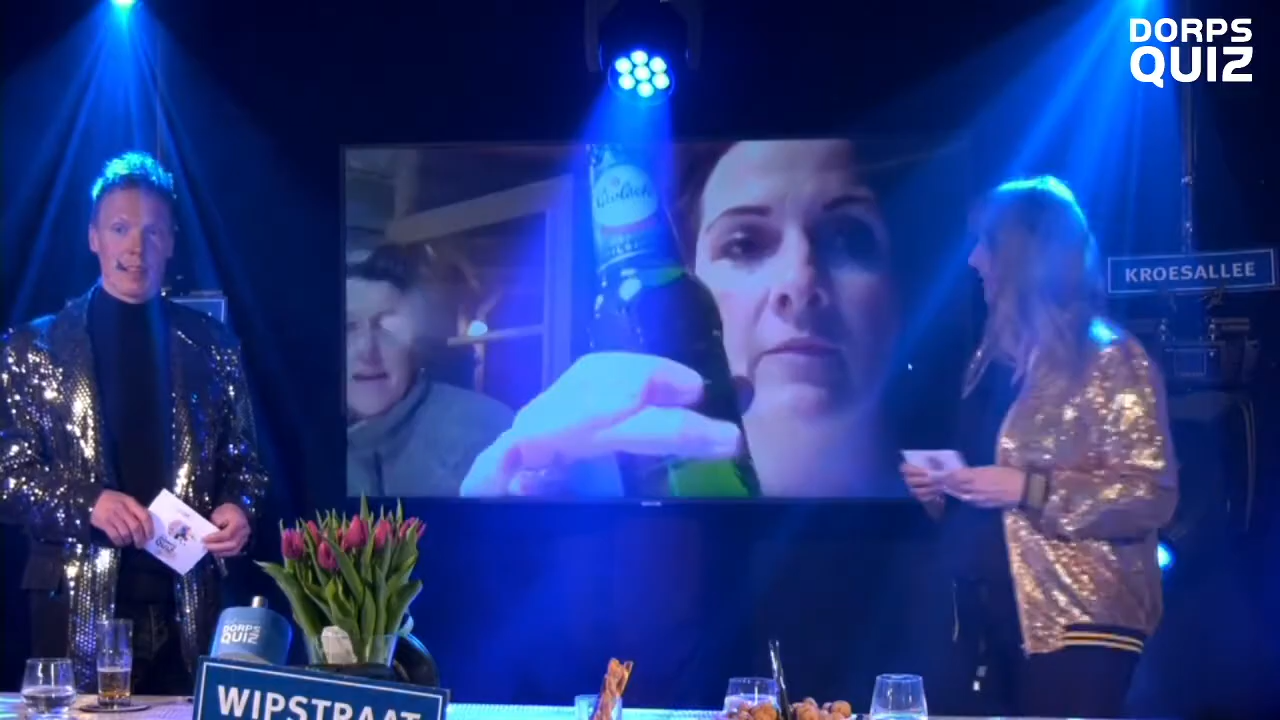 DORPS
QUIZ
Grolsch
KROESALLEE
DORPS
QUIZ
WIPSTRAAT